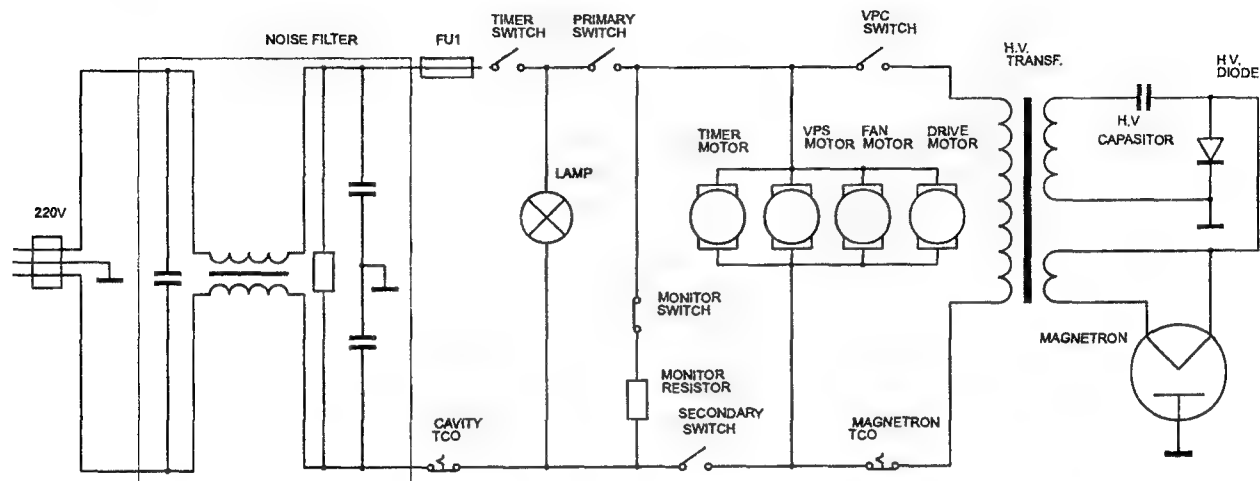 NOISE FILTER
FU1
TIMER
SWITCH
PRIMARY
SWITCH
VPC
SWITCH
H.V.
TRANSF.
H.V.
DIODE
H.V
CAPASITOR
TIMER
MOTOR
VPS
MOTOR
FAN
MOTOR
DRIVE
MOTOR
LAMP
220V
MONITOR
SWITCH
MONITOR
RESISTOR
MAGNETRON
CAVITY
TCO
SECONDARY
SWITCH
MAGNETRON
TCO